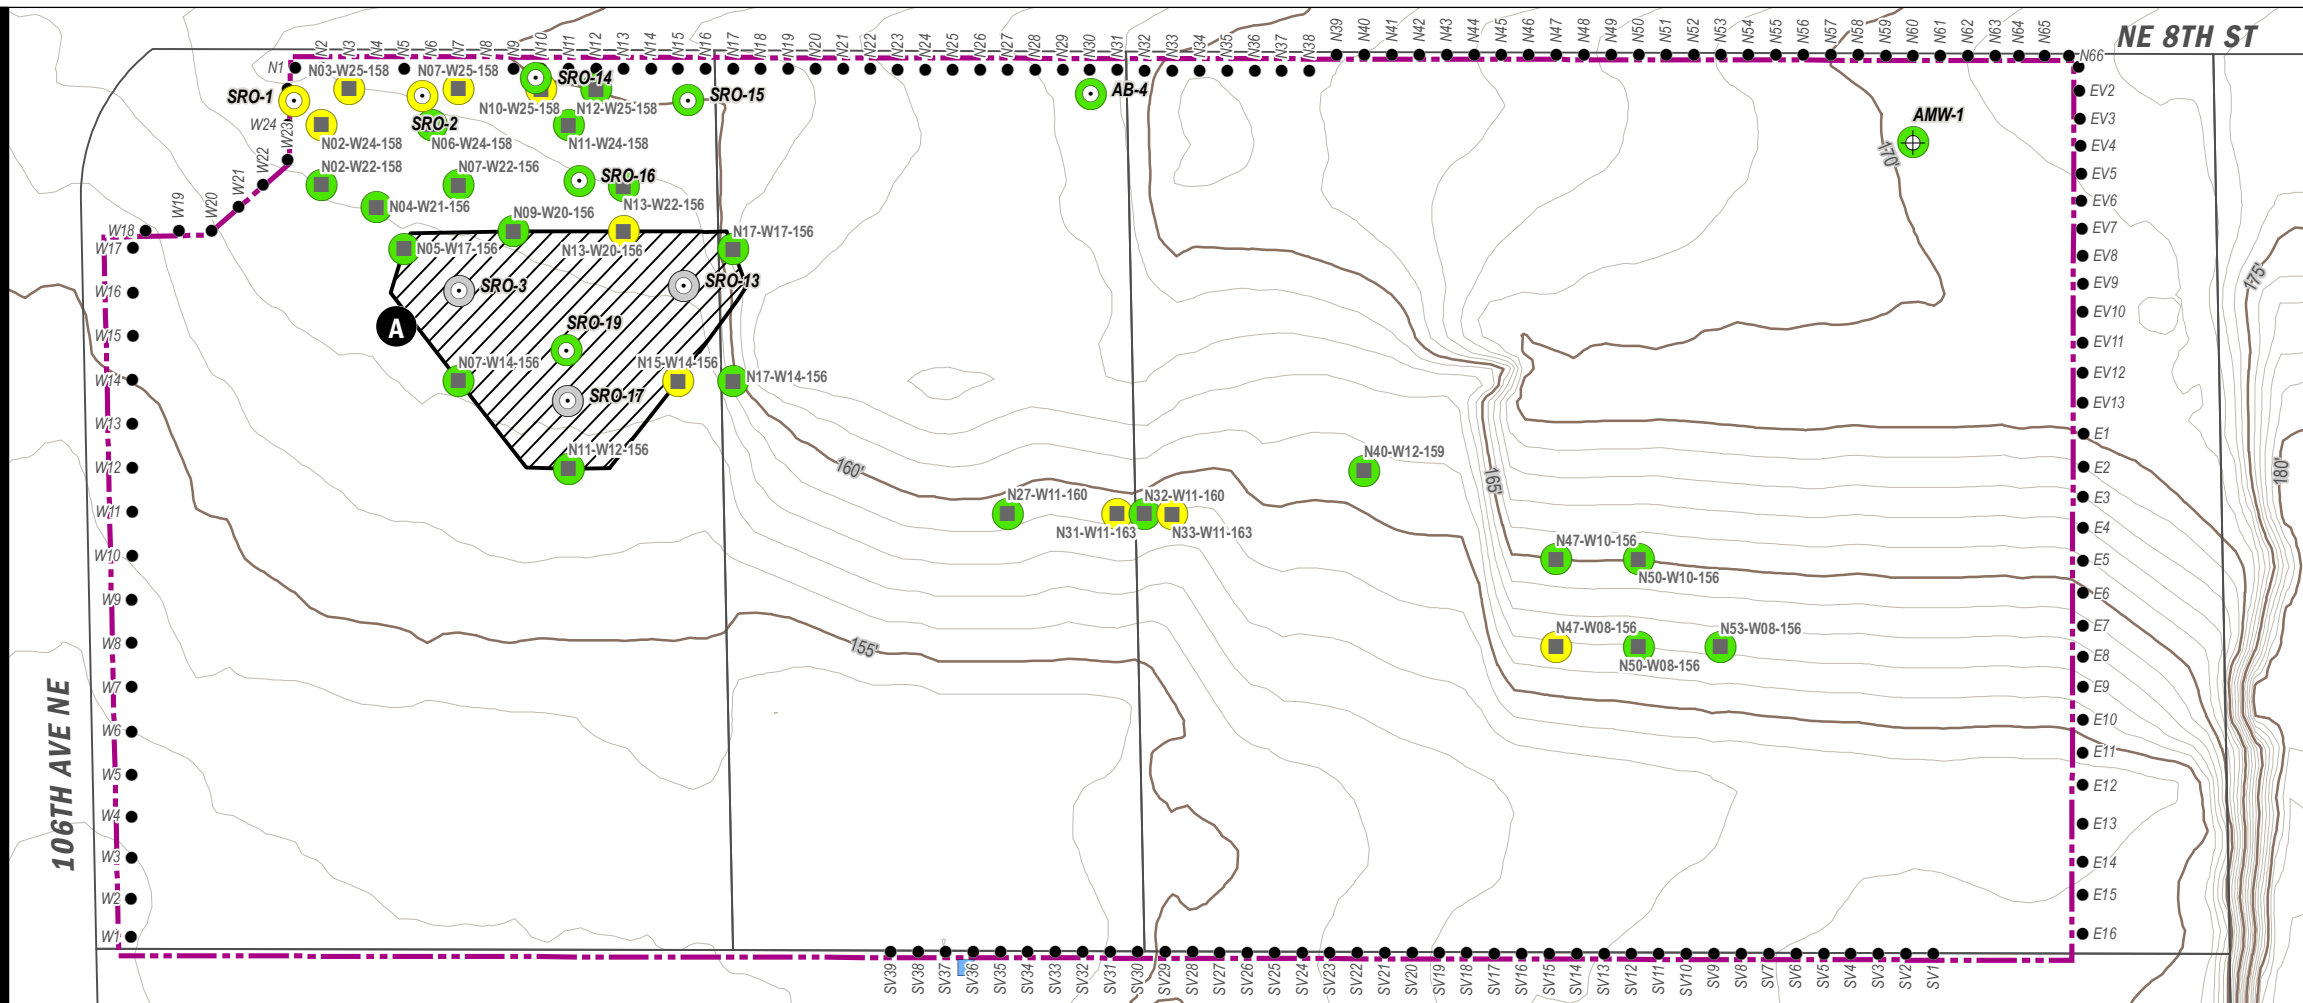 NE 8TH ST
106TH AVE NE
N1
N2
N3
N4
N5
N6
N7
N8
N9
N10
N11
N12
N13
N14
N15
N16
N17
N18
N19
N20
N21
N22
N23
N24
N25
N26
N27
N28
N29
N30
N31
N32
N33
N34
N35
N36
N37
N38
N39
N40
N41
N42
N43
N44
N45
N46
N47
N48
N49
N50
N51
N52
N53
N54
N55
N56
N57
N58
N59
N60
N61
N62
N63
N64
N65
N66
EV2
EV3
EV4
EV5
EV6
EV7
EV8
EV9
EV10
EV11
EV12
EV13
E1
E2
E3
E4
E5
E6
E7
E8
E9
E10
E11
E12
E13
E14
E15
E16
W24
W23
W22
W21
W20
W19
W18
W17
W16
W15
W14
W13
W12
W11
W10
W9
W8
W7
W6
W5
W4
W3
W2
W1
SV39
SV38
SV37
SV36
SV35
SV34
SV33
SV32
SV31
SV30
SV29
SV28
SV27
SV26
SV25
SV24
SV23
SV22
SV21
SV20
SV19
SV18
SV17
SV16
SV15
SV14
SV13
SV12
SV11
SV10
SV9
SV8
SV7
SV6
SV5
SV4
SV3
SV2
SV1
N03-W25-158
N07-W25-158
SRO-1
SRO-14
SRO-15
AB-4
AMW-1
N10-W25-158
N12-W25-158
SRO-2
N02-W24-158
N06-W24-158
N11-W24-158
N02-W22-158
N07-W22-156
SRO-16
N13-W22-156
N04-W21-156
N09-W20-156
N13-W20-156
N17-W17-156
N05-W17-156
SRO-3
SRO-13
A
SRO-19
N07-W14-156
N15-W14-156
N17-W14-156
SRO-17
N11-W12-156
N40-W12-159
N27-W11-160
N32-W11-160
N31-W11-163
N33-W11-163
N47-W10-156
N50-W10-156
N47-W08-156
N53-W08-156
N50-W08-156
170'
175'
180'
165'
160'
155'